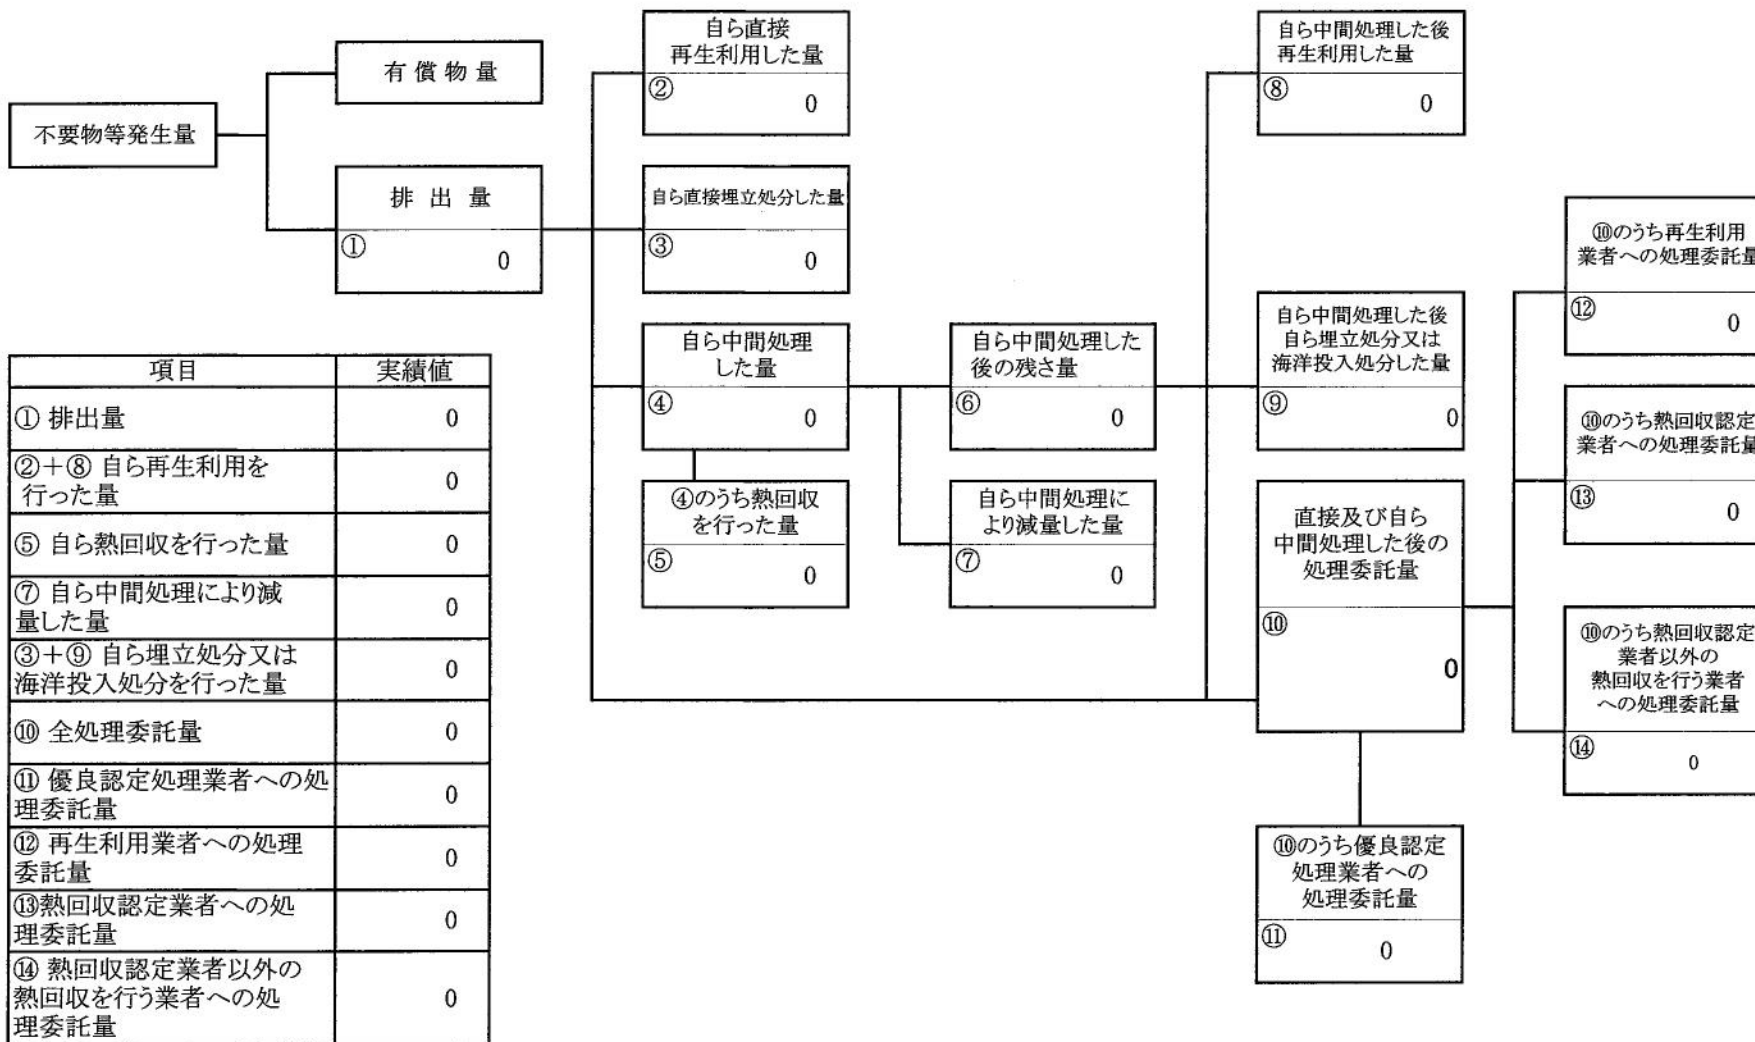 不要物等発生量
有償物量
排出量
①
0
自ら直接
再生利用した量
②
0
自ら直接埋立処分した量
③
0
自ら中間処理
した量
④
0
④のうち熱回収
を行った量
⑤
0
自ら中間処理した
後の残さ量
⑥
0
自ら中間処理に
より減量した量
⑦
0
自ら中間処理した後
再生利用した量
⑧
0
自ら中間処理した後
自ら埋立処分又は
海洋投入処分した量
⑨
0
直接及び自ら
中間処理した後の
処理委託量
⑩
0
⑩のうち優良認定
処理業者への
処理委託量
⑪
0
⑩のうち再生利用
業者への処理委託量
⑫
0
⑩のうち熱回収認定
業者への処理委託量
⑬
0
⑩のうち熱回収認定
業者以外の
熱回収を行う業者
への処理委託量
⑭
0
項目 実績値
① 排出量 0
②+⑧ 自ら再生利用を
行った量 0
⑤ 自ら熱回収を行った量 0
⑦ 自ら中間処理により減
量した量 0
③+⑨ 自ら埋立処分又は
海洋投入処分を行った量 0
⑩ 全処理委託量 0
⑪ 優良認定処理業者への処
理委託量 0
⑫ 再生利用業者への処理
委託量 0
⑬熱回収認定業者への処
理委託量 0
⑭ 熱回収認定業者以外の
熱回収を行う業者への処
理委託量 0